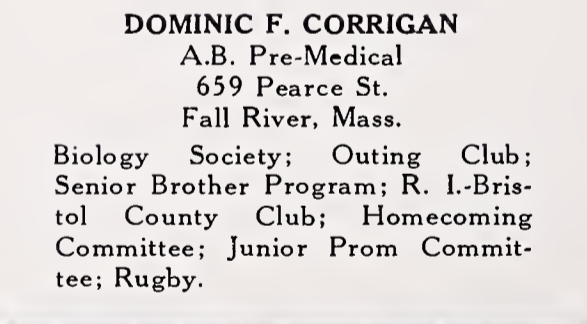 DOMINIC F. CORRIGAN
A.B. Pre-Medical
659 Pearce St.
Fall River, Mass.
Biology Society; Outing Club;
Senior Brother Program; R. I.-Bris-
tol County Club; Homecoming
Committee; Junior Prom Commit-
tee; Rugby.